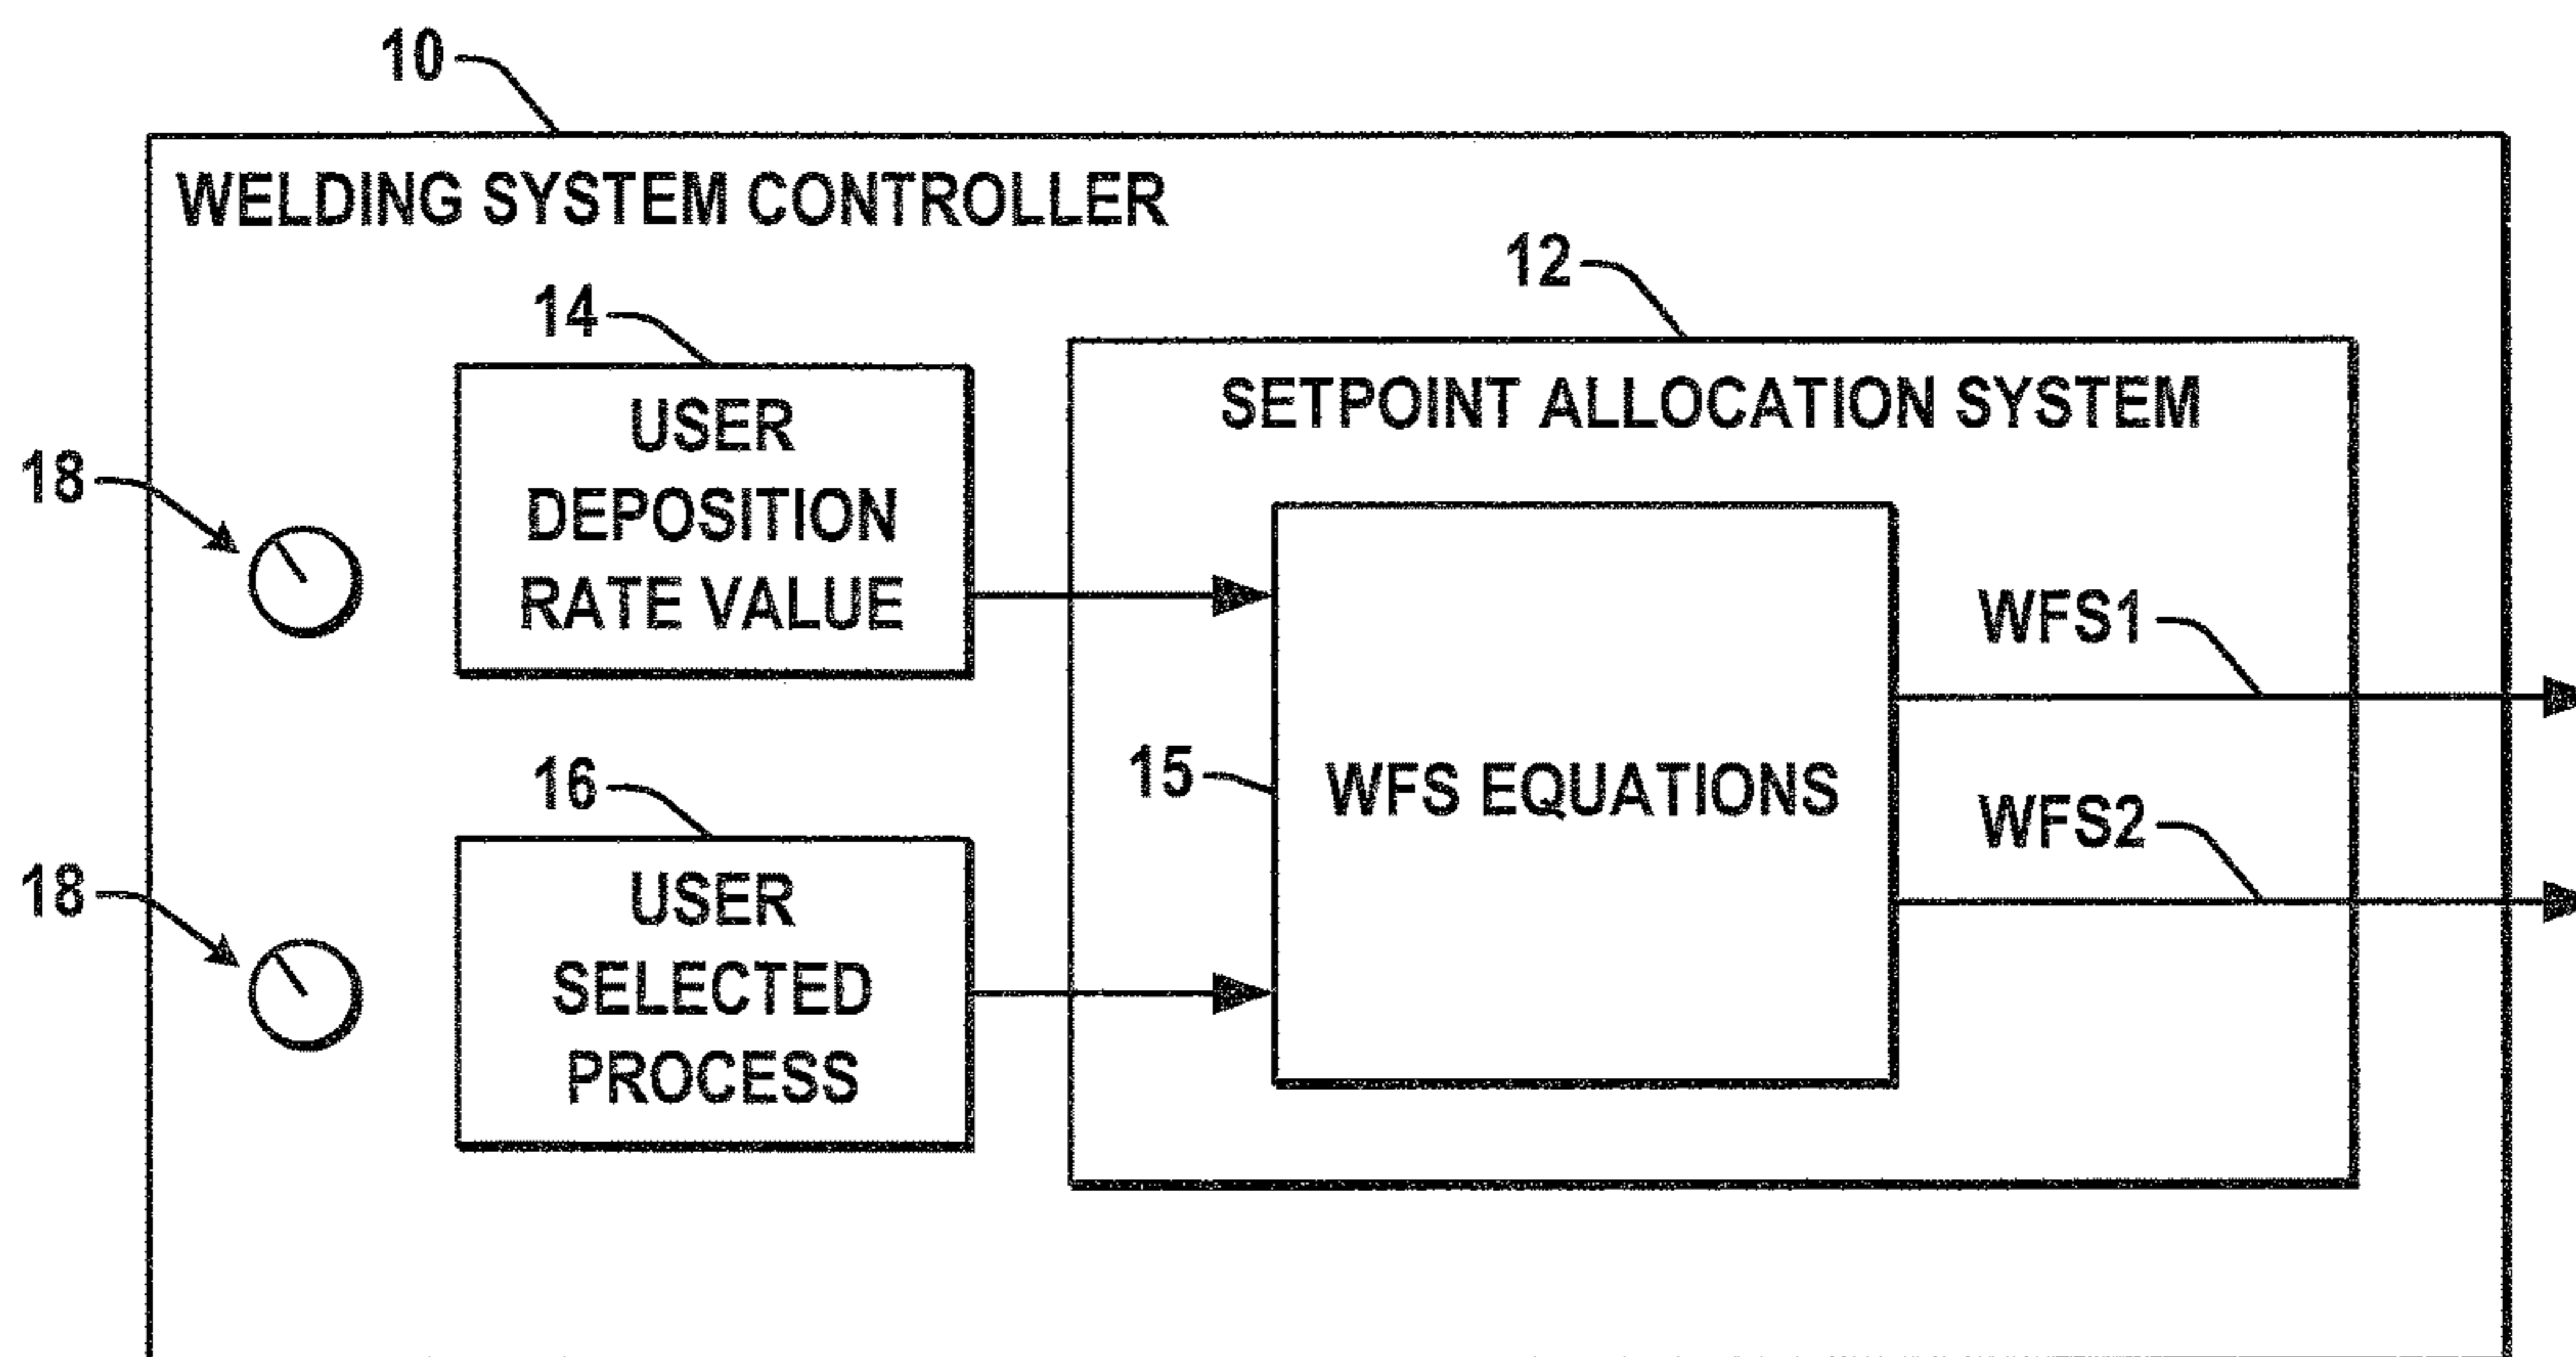 10
WELDING SYSTEM CONTROLLER
12
14
SETPOINT ALLOCATION SYSTEM
USER
DEPOSITION
RATE VALUE
18
WFS1
15
WFS EQUATIONS
16
WFS2
USER
SELECTED
PROCESS
18